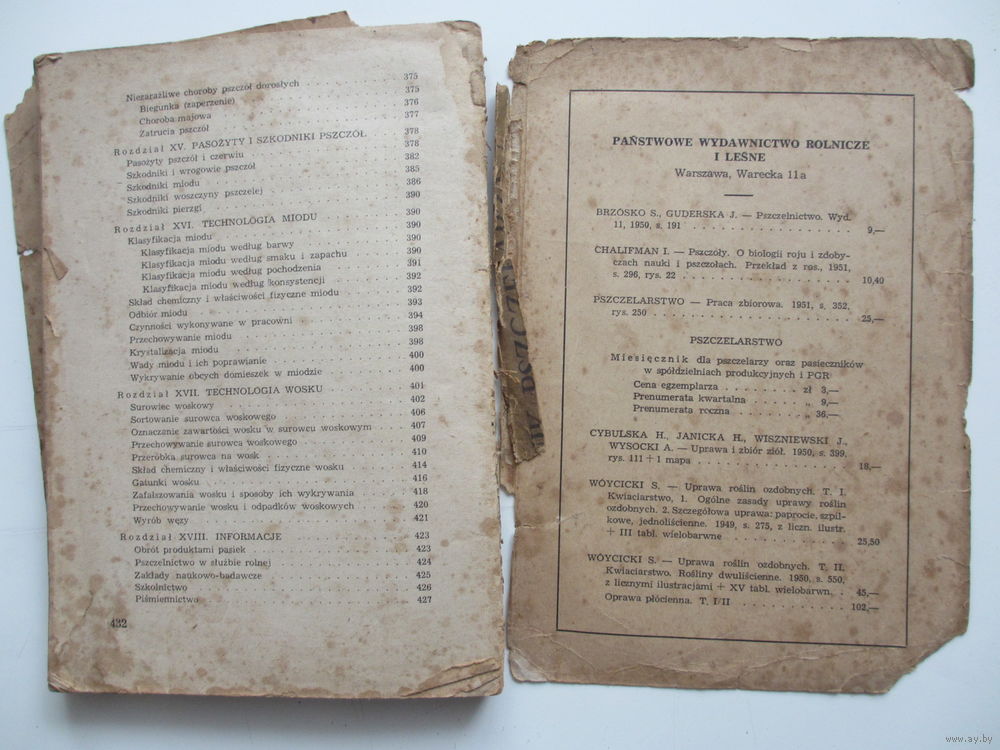 Niezaraźliwe choroby pszczół dorosłych . . . 375
Biegunka (zaperzenie) . . . 375
Choroba majowa . . . 376
Zatrucia pszczół . . . 377
Rozdział XV. PASOŻYTY I SZKODNIKI PSZCZÓŁ . . . 378
Pasożyty pszczół i czerwiu . . . 378
Szkodniki i wrogowie pszczół . . . 382
Szkodniki miodu . . . 385
Szkodniki woszczyny pszczelej . . . 386
Szkodniki pierzgi . . . 390
Rozdział XVI. TECHNOLOGIA MIODU . . . 390
Klasyfikacja miodu . . . 390
Klasyfikacja miodu według barwy . . . 390
Klasyfikacja miodu według smaku i zapachu . . . 390
Klasyfikacja miodu według pochodzenia . . . 391
Klasyfikacja miodu według konsystencji . . . 392
Skład chemiczny i właściwości fizyczne miodu . . . 392
Odbiór miodu . . . 393
Czynności wykonywane w pracowni . . . 394
Przechowywanie miodu . . . 398
Krystalizacja miodu . . . 398
Wady miodu i ich poprawianie . . . 400
Wykrywanie obcych domieszek w miodzie . . . 400
Rozdział XVII. TECHNOLOGIA WOSKU . . . 401
Surowiec woskowy . . . 402
Sortowanie surowca woskowego . . . 406
Oznaczanie zawartości wosku w surowcu woskowym . . . 407
Przechowywanie surowca woskowego . . . 409
Przeróbka surowca na wosk . . . 410
Skład chemiczny i właściwości fizyczne wosku . . . 414
Gatunki wosku . . . 416
Zafałszowania wosku i sposoby ich wykrywania . . . 418
Przechowywanie wosku i odpadków woskowych . . . 420
Wyrób węzy . . . 421
Rozdział XVIII. INFORMACJE . . . 423
Obrót produktami pasiek . . . 423
Pszczelnictwo w służbie rolnej . . . 424
Zakłady naukowo-badawcze . . . 425
Szkolnictwo . . . 426
Piśmiennictwo . . . 427
432
PAŃSTWOWE WYDAWNICTWO ROLNICZE
I LEŚNE
Warszawa, Warecka 11a
BRZÓSKO S., GUDERSKA J. — Pszczelnictwo. Wyd.
11, 1950, s. 191 . . . 9,—
CHALIFMAN I. — Pszczoły. O biologii roju i zdoby-
czach nauki i pszczołach. Przekład z ros., 1951,
s. 296, rys. 22 . . . 10,40
PSZCZELARSTWO — Praca zbiorowa. 1951, s. 352,
rys. 250 . . . 25,—
PSZCZELARSTWO
Miesięcznik dla pszczelarzy oraz pasieczników
w spółdzielniach produkcyjnych i PGR
Cena egzemplarza . . . zł 3,—
Prenumerata kwartalna . . . „ 9,—
Prenumerata roczna . . . „ 36,—
CYBULSKA H., JANICKA H., WISZNIEWSKI J.,
WYSOCKI A. — Uprawa i zbiór ziół. 1950, s. 399,
rys. 111 + 1 mapa . . . 18,—
WÓYCICKI S. — Uprawa roślin ozdobnych. T. I.
Kwiaciarstwo, 1. Ogólne zasady uprawy roślin
ozdobnych. 2. Szczegółowa uprawa: paprocie, szpil-
kowe, jednoliścienne. 1949, s. 275, z liczn. ilustr.
+ III tabl. wielobarwne . . . 25,50
WÓYCICKI S. — Uprawa roślin ozdobnych. T. II.
Kwiaciarstwo. Rośliny dwuliścienne. 1950, s. 550,
z licznymi ilustracjami + XV tabl. wielobarwn. . 45,—
Oprawa płócienna. T. I/II . . . 102,—
www.ay.by